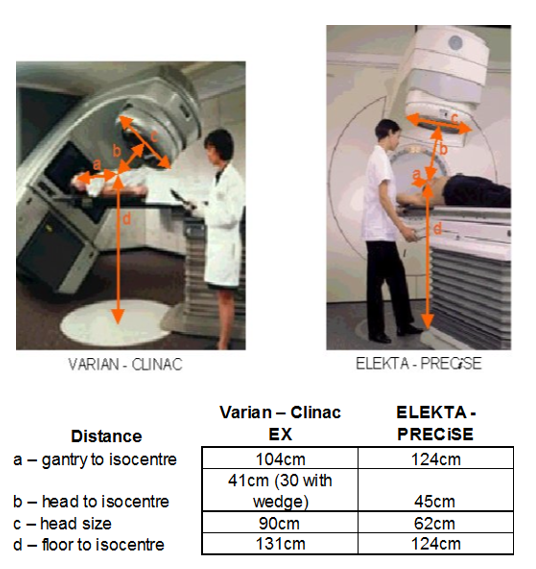 a
b
c
d
a
b
c
d
VARIAN - CLINAC
ELEKTA - PRECiSE
Varian – Clinac
EX
ELEKTA -
PRECiSE
Distance
a – gantry to isocentre
104cm
124cm
b – head to isocentre
41cm (30 with
wedge)
45cm
c – head size
90cm
62cm
d – floor to isocentre
131cm
124cm